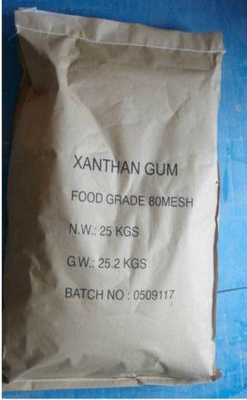 XANTHAN GUM
FOOD GRADE 80MESH
N.W.: 25 KGS
G.W.: 25.2 KGS
BATCH NO : 0509117